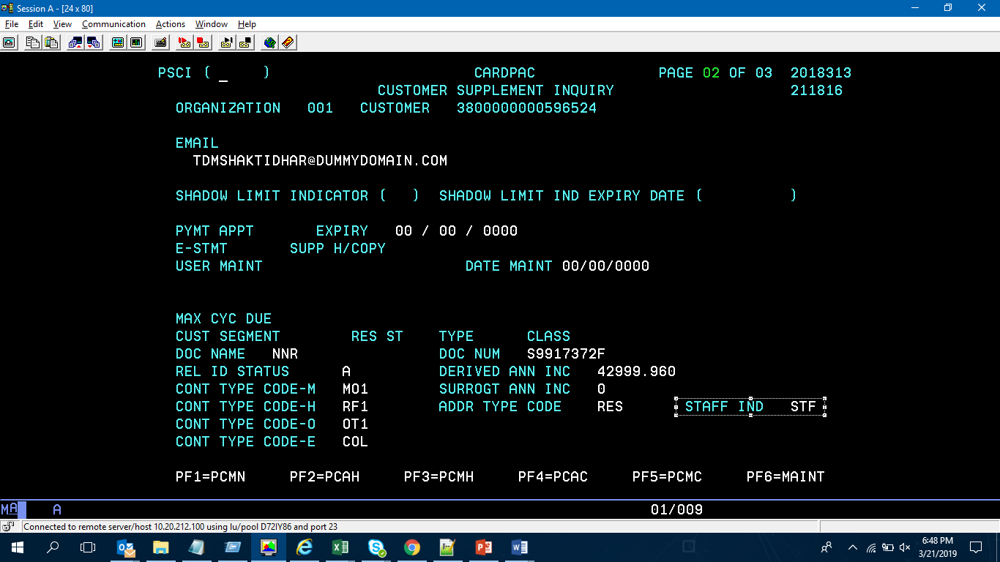 Session A - [24 x 80]
File Edit View Communication Actions Window Help
PSCI ( _ ) CARDPAC PAGE 02 OF 03 2018313
CUSTOMER SUPPLEMENT INQUIRY 211816
ORGANIZATION 001 CUSTOMER 3800000000596524
EMAIL
TDMSHAKTIDHAR@DUMMYDOMAIN.COM
SHADOW LIMIT INDICATOR ( ) SHADOW LIMIT IND EXPIRY DATE ( )
PYMT APPT EXPIRY 00 / 00 / 0000
E-STMT SUPP H/COPY
USER MAINT DATE MAINT 00/00/0000
MAX CYC DUE
CUST SEGMENT RES ST TYPE CLASS
DOC NAME NNR DOC NUM S9917372F
REL ID STATUS A DERIVED ANN INC 42999.960
CONT TYPE CODE-M MO1 SURROGT ANN INC 0
CONT TYPE CODE-H RF1 ADDR TYPE CODE RES STAFF IND STF
CONT TYPE CODE-O OT1
CONT TYPE CODE-E COL
PF1=PCMN PF2=PCAH PF3=PCMH PF4=PCAC PF5=PCMC PF6=MAINT
MA A 01/009
Connected to remote server/host 10.20.212.100 using lu/pool D72IY86 and port 23
6:48 PM
3/21/2019